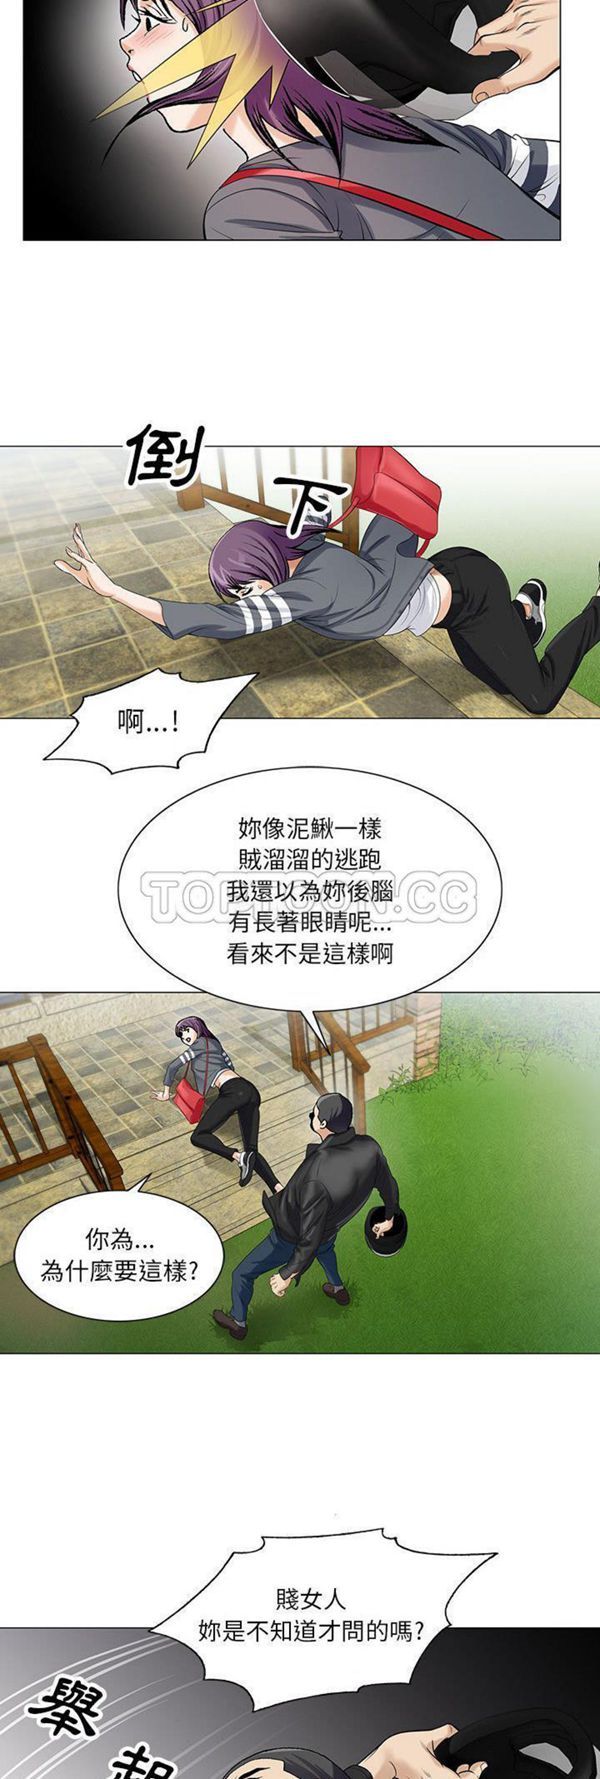 倒下
啊...!
妳像泥鰍一樣
賊溜溜的逃跑
我還以為妳後腦
有長著眼睛呢...
看來不是這樣啊
TOPTOON.CC
你為...
為什麼要這樣?
賤女人
妳是不知道才問的嗎?
舉起